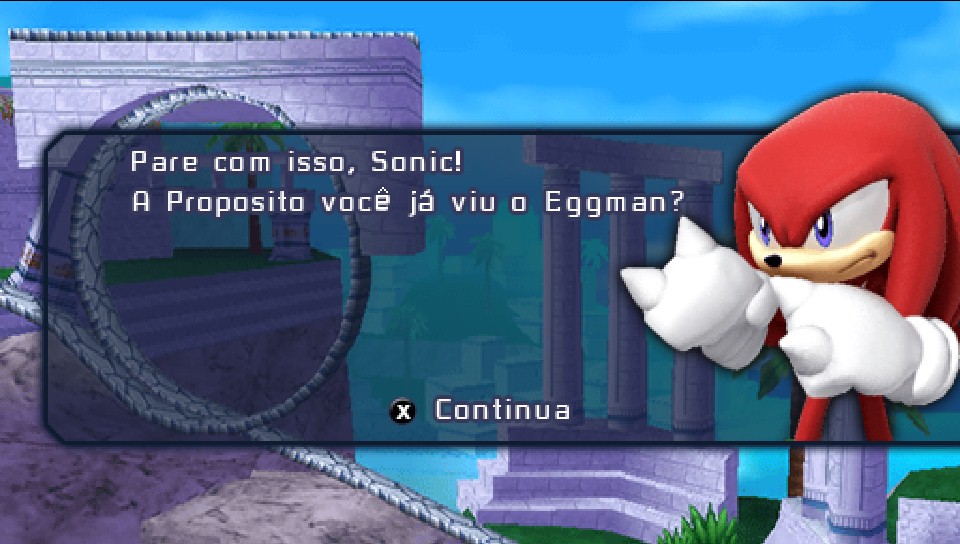 Pare com isso, Sonic!
A Proposito você já viu o Eggman?
X Continua